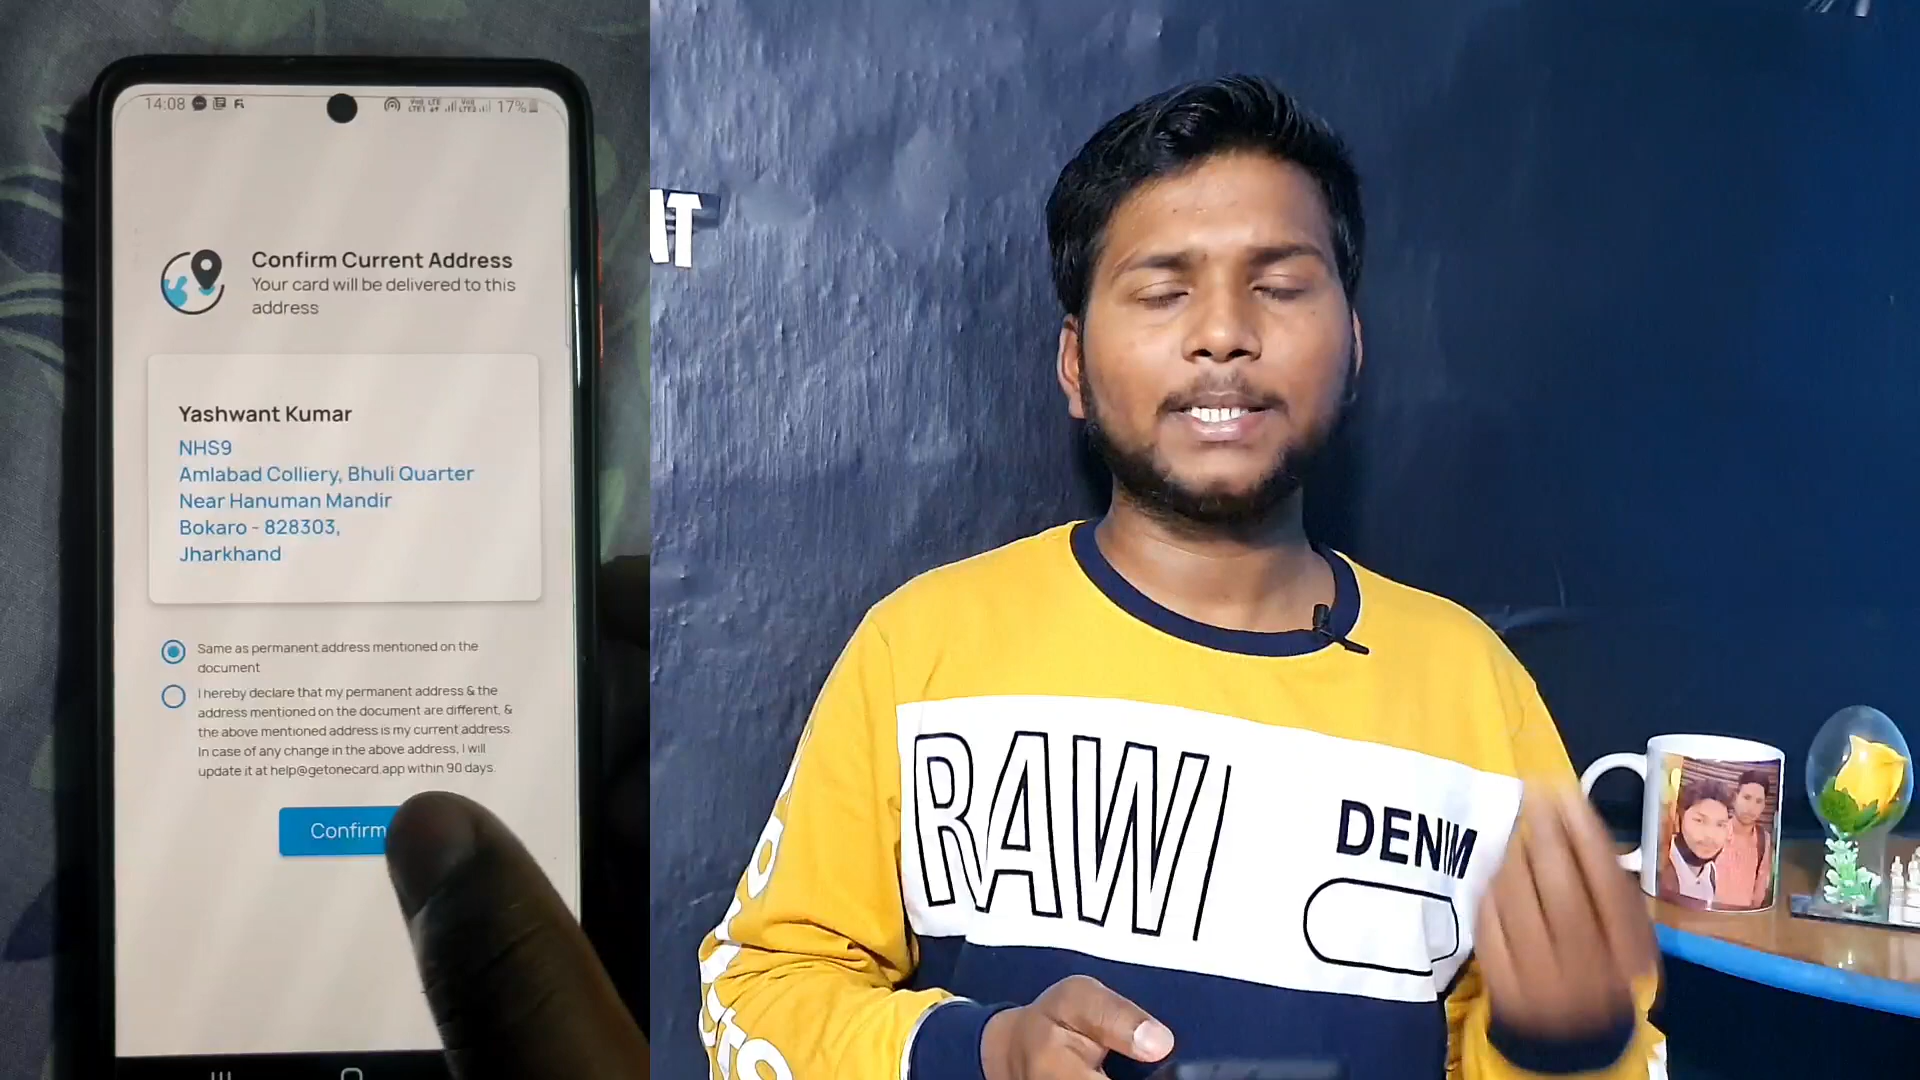 14:08 Fi 17%
Confirm Current Address
Your card will be delivered to this
address
Yashwant Kumar
NHS9
Amlabad Colliery, Bhuli Quarter
Near Hanuman Mandir
Bokaro - 828303,
Jharkhand
Same as permanent address mentioned on the
document
I hereby declare that my permanent address & the
address mentioned on the document are different, &
the above mentioned address is my current address.
In case of any change in the above address, I will
update it at help@getonecard.app within 90 days.
Confirm
RAW
DENIM